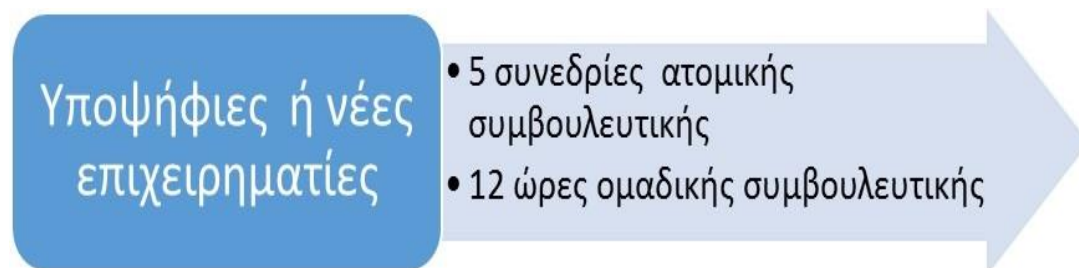 Υποψήφιες ή νέες
επιχειρηματίες
• 5 συνεδρίες ατομικής
συμβουλευτικής
• 12 ώρες ομαδικής συμβουλευτικής